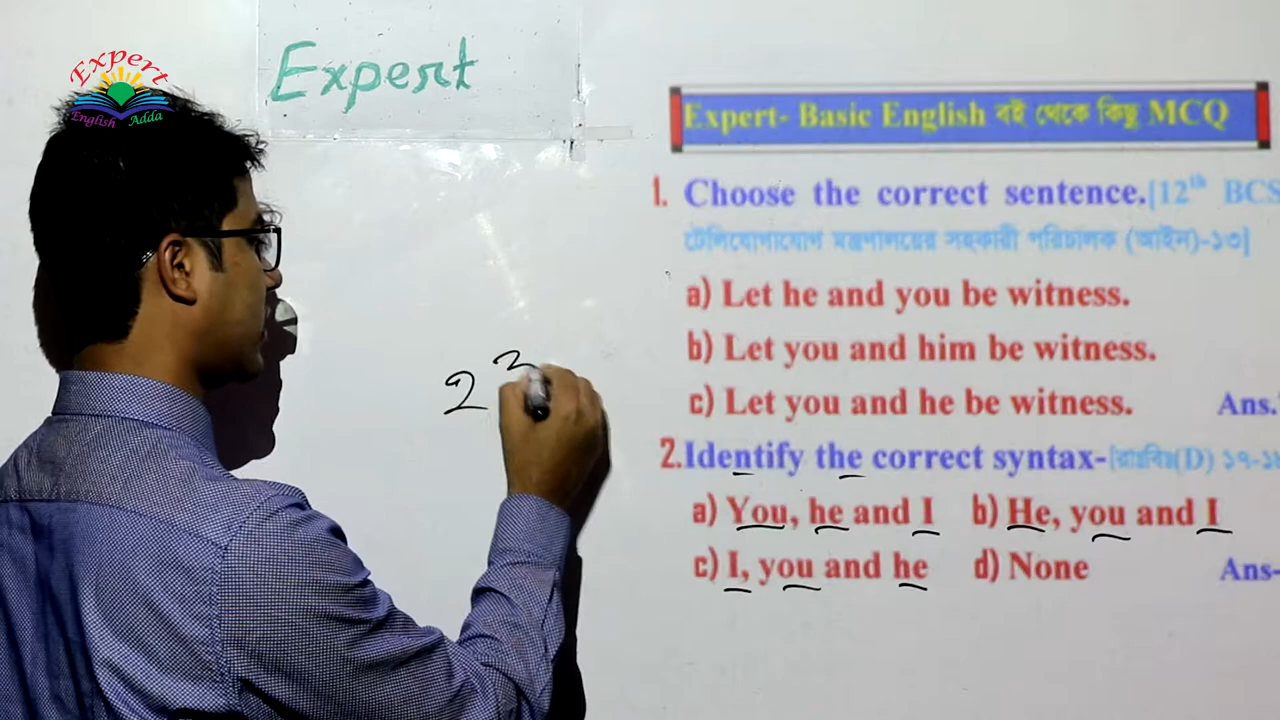 Expert
English Adda
Expert
Expert- Basic English বই থেকে কিছু MCQ
1. Choose the correct sentence.[12th BCS
টেলিযোগাযোগ মন্ত্রণালয়ের সহকারী পরিচালক (আইন)-১৩]
a) Let he and you be witness.
b) Let you and him be witness.
c) Let you and he be witness. Ans.
2.Identify the correct syntax-[রাঃবিঃ(D) ১৭-১৮
a) You, he and I b) He, you and I
c) I, you and he d) None Ans-
2